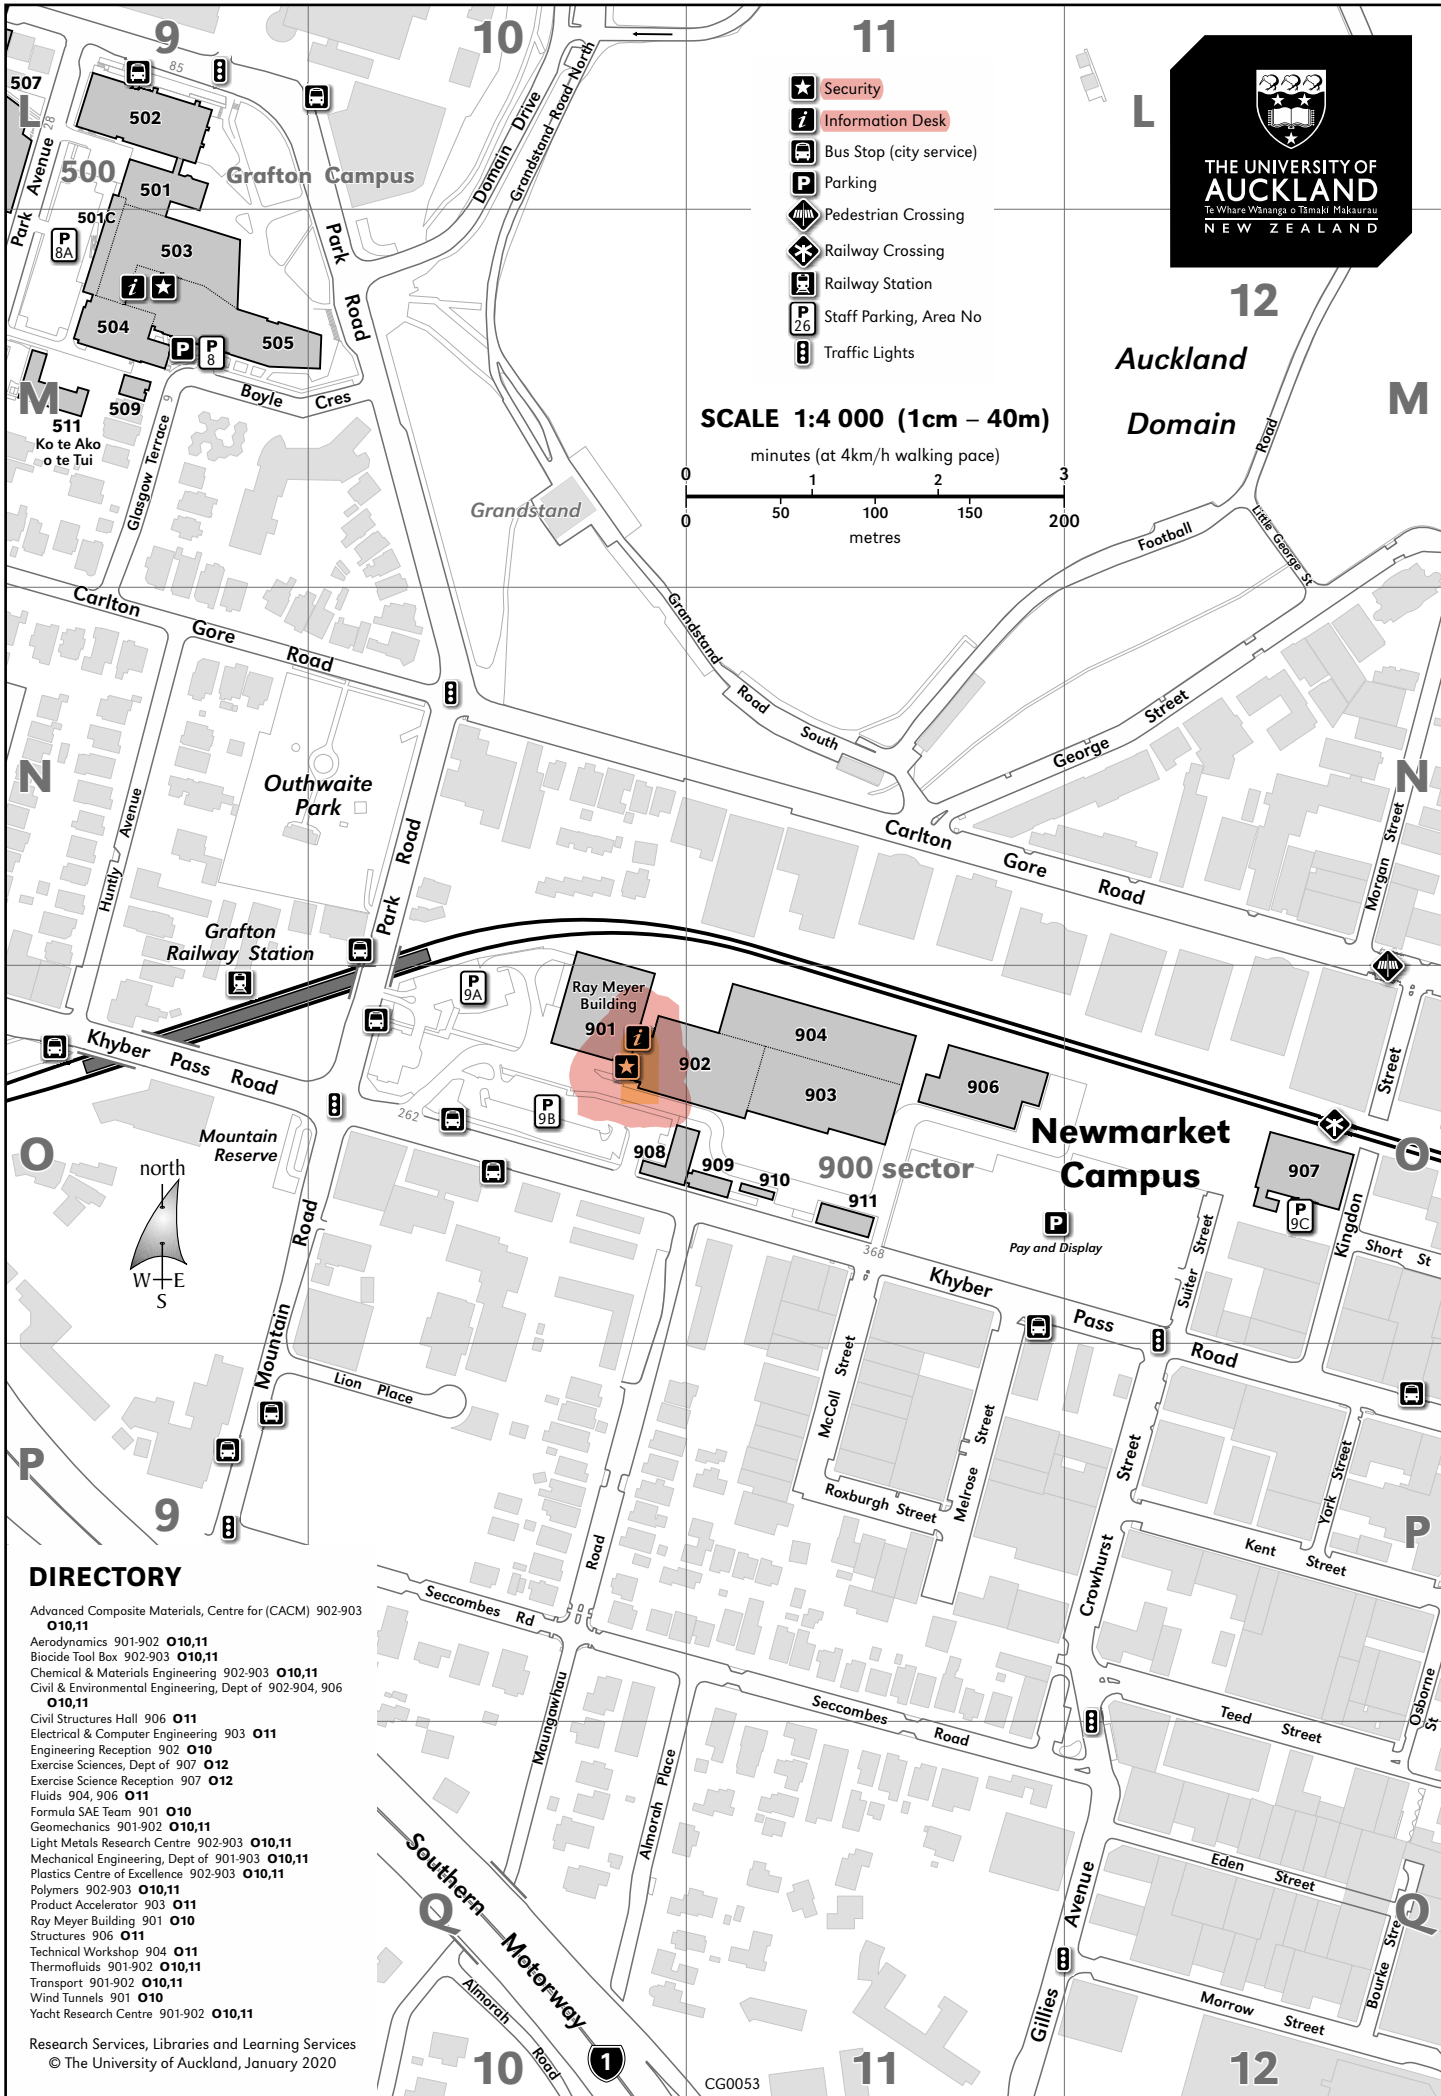 9
10
11
L
L
THE UNIVERSITY OF
AUCKLAND
Te Whare Wānanga o Tāmaki Makaurau
NEW ZEALAND
Security
Information Desk
Bus Stop (city service)
P Parking
Pedestrian Crossing
Railway Crossing
Railway Station
P 26 Staff Parking, Area No
Traffic Lights
SCALE 1:4 000 (1cm – 40m)
minutes (at 4km/h walking pace)
0 1 2 3
0 50 100 150 200
metres
507
85
502
28
Park Avenue
500
501
501C
Grafton Campus
P
8A
503
504
505
P
P
8
M
509
511
Ko te Ako
o te Tui
Boyle Cres
Glasgow Terrace
9
Park Road
Domain Drive
Grandstand Road North
Grandstand
12
Auckland
Domain
M
Football Road
Little George St
Carlton Gore Road
Grandstand Road South
George Street
N
N
Outhwaite
Park
Huntly Avenue
Park Road
Carlton Gore Road
Morgan Street
Grafton
Railway Station
P
9A
Ray Meyer
Building
901
902
904
903
906
Khyber Pass Road
262
P
9B
Mountain
Reserve
O
north
W E
S
908
909
910
911
900 sector
Newmarket
Campus
907
P
9C
O
Street
Kingdon
Short St
P
Pay and Display
Suiter Street
368
Khyber Pass Road
Mountain Road
Lion Place
McColl Street
Melrose Street
Roxburgh Street
Crowhurst Street
York Street
Kent Street
P
P
9
Seccombes Rd
Road
Maungawhau
Seccombes Road
Almorah Place
Teed Street
Osborne St
Eden Street
Bourke Stre
Morrow Street
Gillies Avenue
Southern Motorway
Almorah Road
Q
Q
1
10
11
12
CG0053
DIRECTORY
Advanced Composite Materials, Centre for (CACM) 902-903
O10,11
Aerodynamics 901-902 O10,11
Biocide Tool Box 902-903 O10,11
Chemical & Materials Engineering 902-903 O10,11
Civil & Environmental Engineering, Dept of 902-904, 906
O10,11
Civil Structures Hall 906 O11
Electrical & Computer Engineering 903 O11
Engineering Reception 902 O10
Exercise Sciences, Dept of 907 O12
Exercise Science Reception 907 O12
Fluids 904, 906 O11
Formula SAE Team 901 O10
Geomechanics 901-902 O10,11
Light Metals Research Centre 902-903 O10,11
Mechanical Engineering, Dept of 901-903 O10,11
Plastics Centre of Excellence 902-903 O10,11
Polymers 902-903 O10,11
Product Accelerator 903 O11
Ray Meyer Building 901 O10
Structures 906 O11
Technical Workshop 904 O11
Thermofluids 901-902 O10,11
Transport 901-902 O10,11
Wind Tunnels 901 O10
Yacht Research Centre 901-902 O10,11
Research Services, Libraries and Learning Services
© The University of Auckland, January 2020